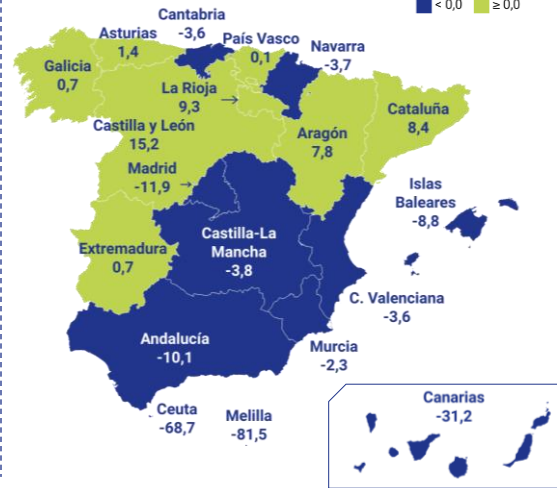 < 0,0 ≥ 0,0
Cantabria
-3,6
Asturias
1,4
País Vasco
0,1
Navarra
-3,7
Galicia
0,7
La Rioja
9,3
Cataluña
8,4
Castilla y León
15,2
Aragón
7,8
Madrid
-11,9
Islas
Baleares
-8,8
Castilla-La
Mancha
-3,8
Extremadura
0,7
C. Valenciana
-3,6
Andalucía
-10,1
Murcia
-2,3
Canarias
-31,2
Ceuta
-68,7
Melilla
-81,5